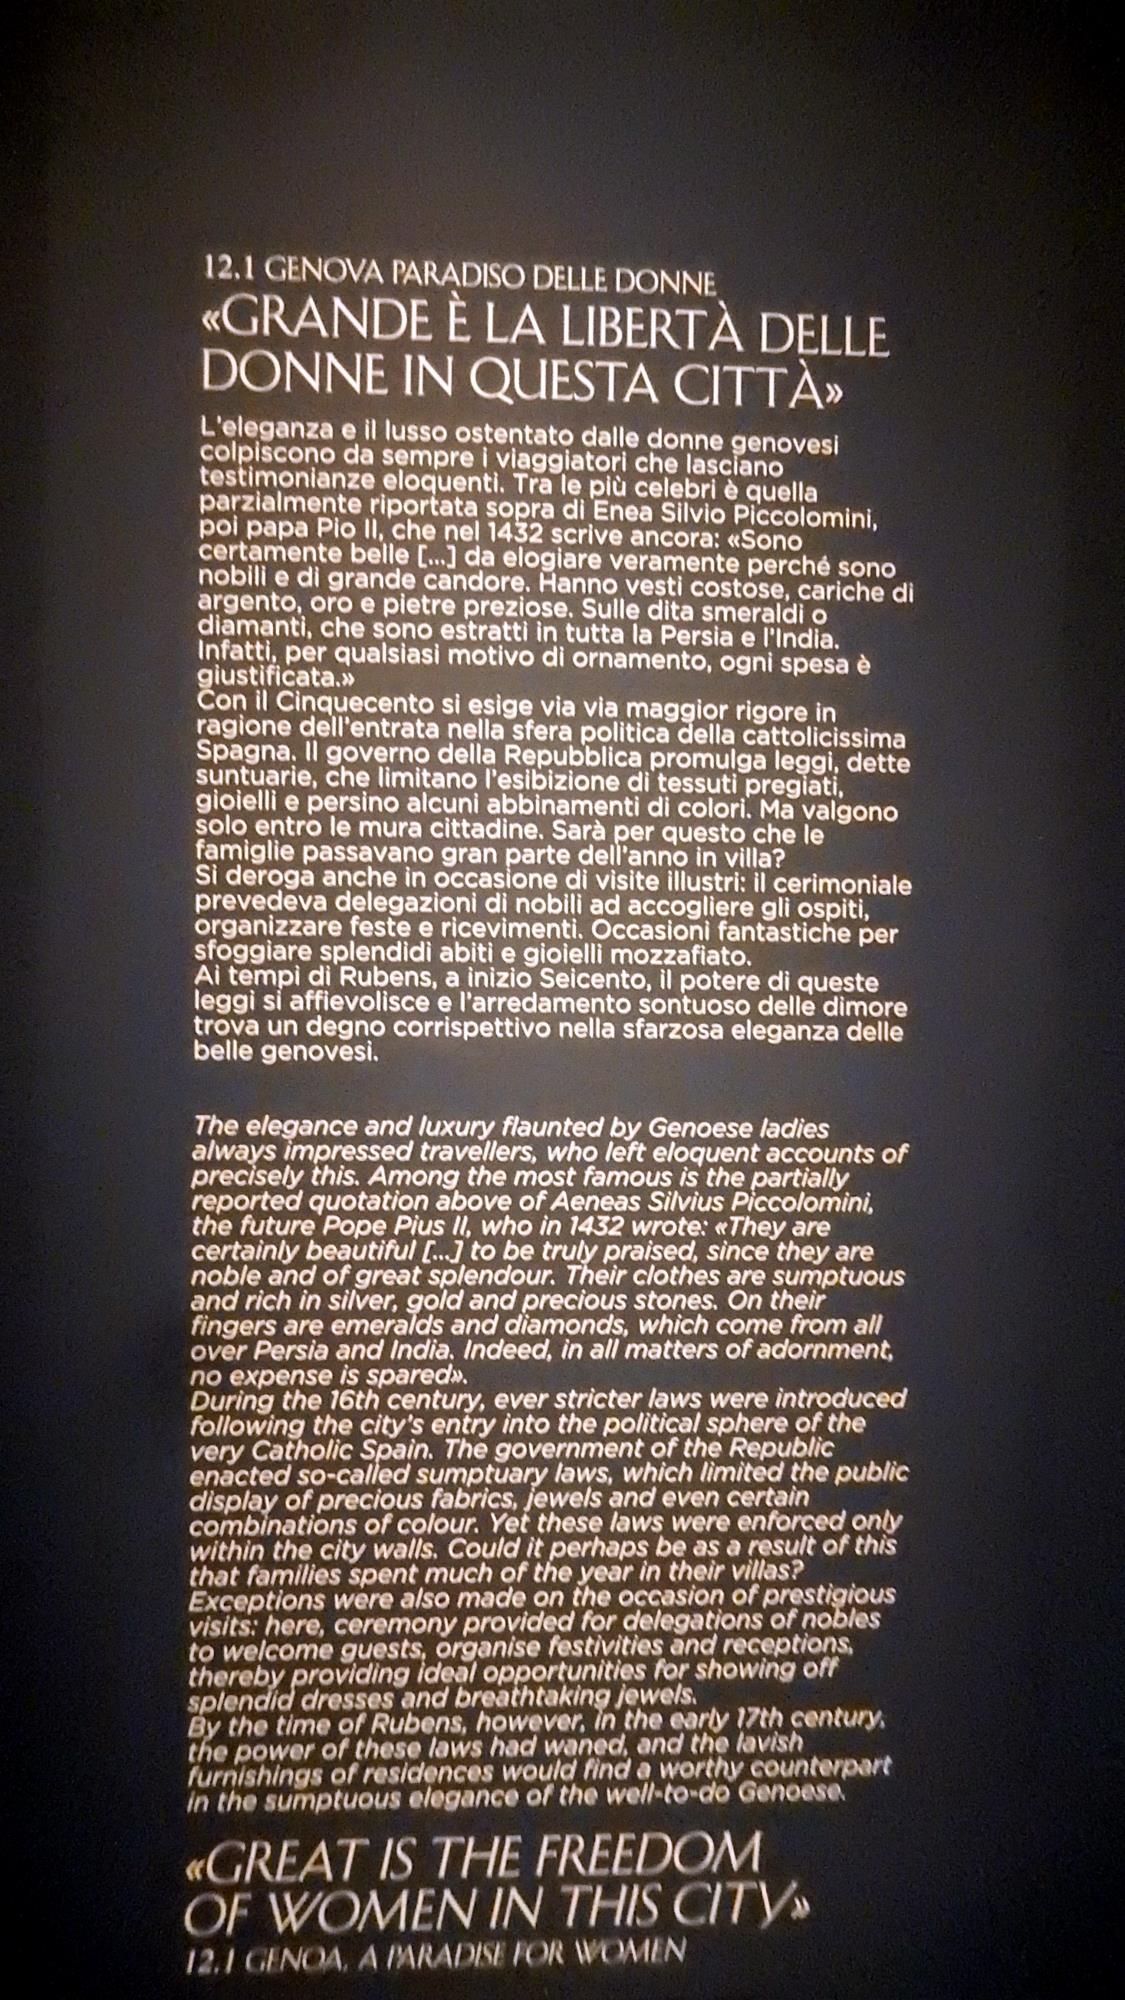 12.1 GENOVA PARADISO DELLE DONNE
«GRANDE È LA LIBERTÀ DELLE
DONNE IN QUESTA CITTÀ»
L'eleganza e il lusso ostentato dalle donne genovesi
colpiscono da sempre i viaggiatori che lasciano
testimonianze eloquenti. Tra le più celebri è quella
parzialmente riportata sopra di Enea Silvio Piccolomini,
poi papa Pio II, che nel 1432 scrive ancora: «Sono
certamente belle [...] da elogiare veramente perché sono
nobili e di grande candore. Hanno vesti costose, cariche di
argento, oro e pietre preziose. Sulle dita smeraldi o
diamanti, che sono estratti in tutta la Persia e l'India.
Infatti, per qualsiasi motivo di ornamento, ogni spesa è
giustificata.»
Con il Cinquecento si esige via via maggior rigore in
ragione dell'entrata nella sfera politica della cattolicissima
Spagna. Il governo della Repubblica promulga leggi, dette
suntuarie, che limitano l'esibizione di tessuti pregiati,
gioielli e persino alcuni abbinamenti di colori. Ma valgono
solo entro le mura cittadine. Sarà per questo che le
famiglie passavano gran parte dell'anno in villa?
Si deroga anche in occasione di visite illustri: il cerimoniale
prevedeva delegazioni di nobili ad accogliere gli ospiti,
organizzare feste e ricevimenti. Occasioni fantastiche per
sfoggiare splendidi abiti e gioielli mozzafiato.
Ai tempi di Rubens, a inizio Seicento, il potere di queste
leggi si affievolisce e l'arredamento sontuoso delle dimore
trova un degno corrispettivo nella sfarzosa eleganza delle
belle genovesi.
The elegance and luxury flaunted by Genoese ladies
always impressed travellers, who left eloquent accounts of
precisely this. Among the most famous is the partially
reported quotation above of Aeneas Silvius Piccolomini,
the future Pope Pius II, who in 1432 wrote: «They are
certainly beautiful [...] to be truly praised, since they are
noble and of great splendour. Their clothes are sumptuous
and rich in silver, gold and precious stones. On their
fingers are emeralds and diamonds, which come from all
over Persia and India. Indeed, in all matters of adornment,
no expense is spared».
During the 16th century, ever stricter laws were introduced
following the city's entry into the political sphere of the
very Catholic Spain. The government of the Republic
enacted so-called sumptuary laws, which limited the public
display of precious fabrics, jewels and even certain
combinations of colour. Yet these laws were enforced only
within the city walls. Could it perhaps be as a result of this
that families spent much of the year in their villas?
Exceptions were also made on the occasion of prestigious
visits: here, ceremony provided for delegations of nobles
to welcome guests, organise festivities and receptions,
thereby providing ideal opportunities for showing off
splendid dresses and breathtaking jewels.
By the time of Rubens, however, in the early 17th century,
the power of these laws had waned, and the lavish
furnishings of residences would find a worthy counterpart
in the sumptuous elegance of the well-to-do Genoese.
«GREAT IS THE FREEDOM
OF WOMEN IN THIS CITY»
12.1 GENOA, A PARADISE FOR WOMEN